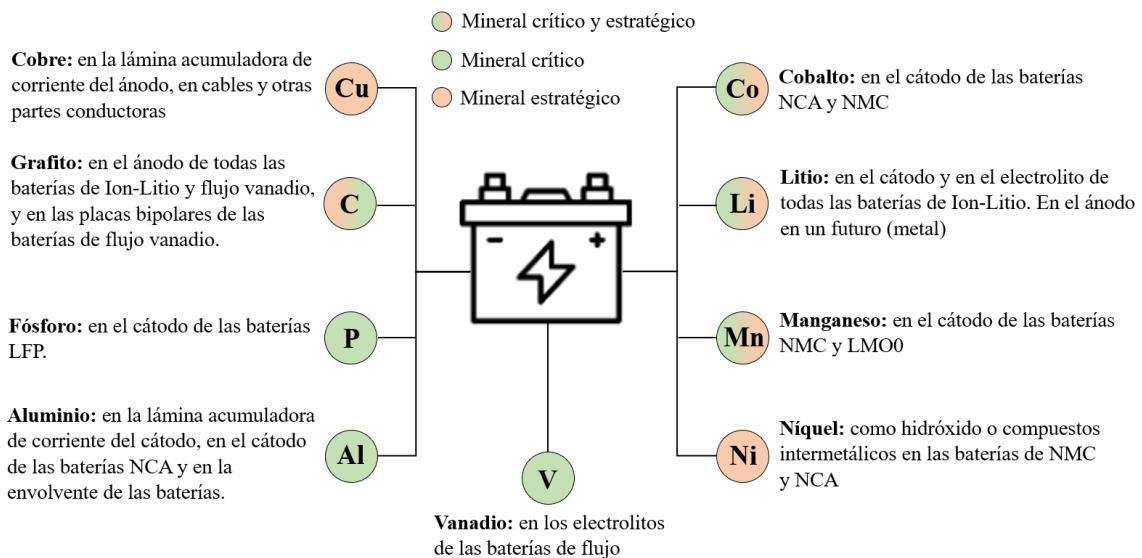 Mineral crítico y estratégico
Mineral crítico
Mineral estratégico
Cobre: en la lámina acumuladora de
corriente del ánodo, en cables y otras
partes conductoras
Cu
Grafito: en el ánodo de todas las
baterías de Ion-Litio y flujo vanadio,
y en las placas bipolares de las
baterías de flujo vanadio.
C
Fósforo: en el cátodo de las baterías
LFP.
P
Aluminio: en la lámina acumuladora
de corriente del cátodo, en el cátodo
de las baterías NCA y en la
envolvente de las baterías.
Al
V
Vanadio: en los electrolitos
de las baterías de flujo
Co
Cobalto: en el cátodo de las baterías
NCA y NMC
Li
Litio: en el cátodo y en el electrolito de
todas las baterías de Ion-Litio. En el ánodo
en un futuro (metal)
Mn
Manganeso: en el cátodo de las baterías
NMC y LMO0
Ni
Níquel: como hidróxido o compuestos
intermetálicos en las baterías de NMC
y NCA